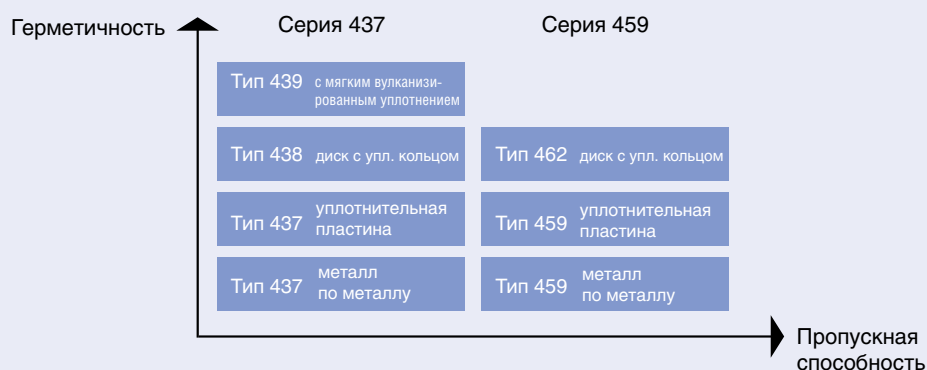 Герметичность
Серия 437
Серия 459
Тип 439 с мягким вулканизи-
рованным уплотнением
Тип 438 диск с упл. кольцом
Тип 462 диск с упл. кольцом
Тип 437 уплотнительная
пластина
Тип 459 уплотнительная
пластина
Тип 437 металл
по металлу
Тип 459 металл
по металлу
Пропускная
способность